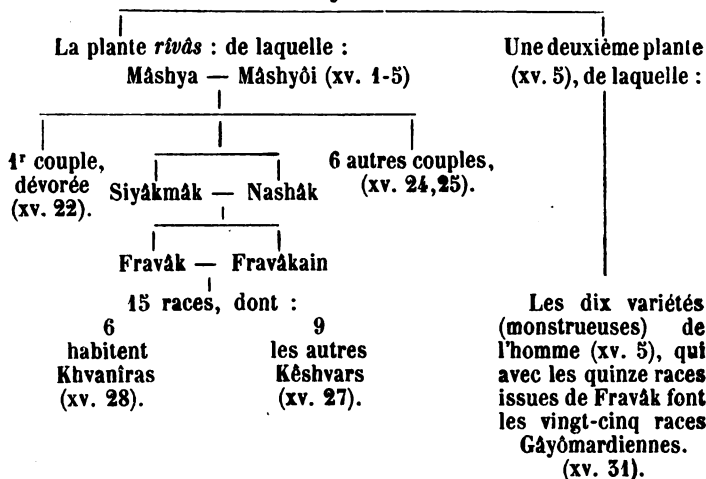 La plante rîvâs : de laquelle :
Mâshya — Mâshyôi (xv. 1-5)
Une deuxième plante
(xv. 5), de laquelle :
1r couple,
dévorée
(xv. 22).
Siyâkmâk — Nashâk
6 autres couples,
(xv. 24,25).
Fravâk — Fravâkain
15 races, dont :
6
habitent
Khvanîras
(xv. 28).
9
les autres
Kêshvars
(xv. 27).
Les dix variétés
(monstrueuses) de
l'homme (xv. 5), qui
avec les quinze races
issues de Fravâk font
les vingt-cinq races
Gâyômardiennes.
(xv. 31).